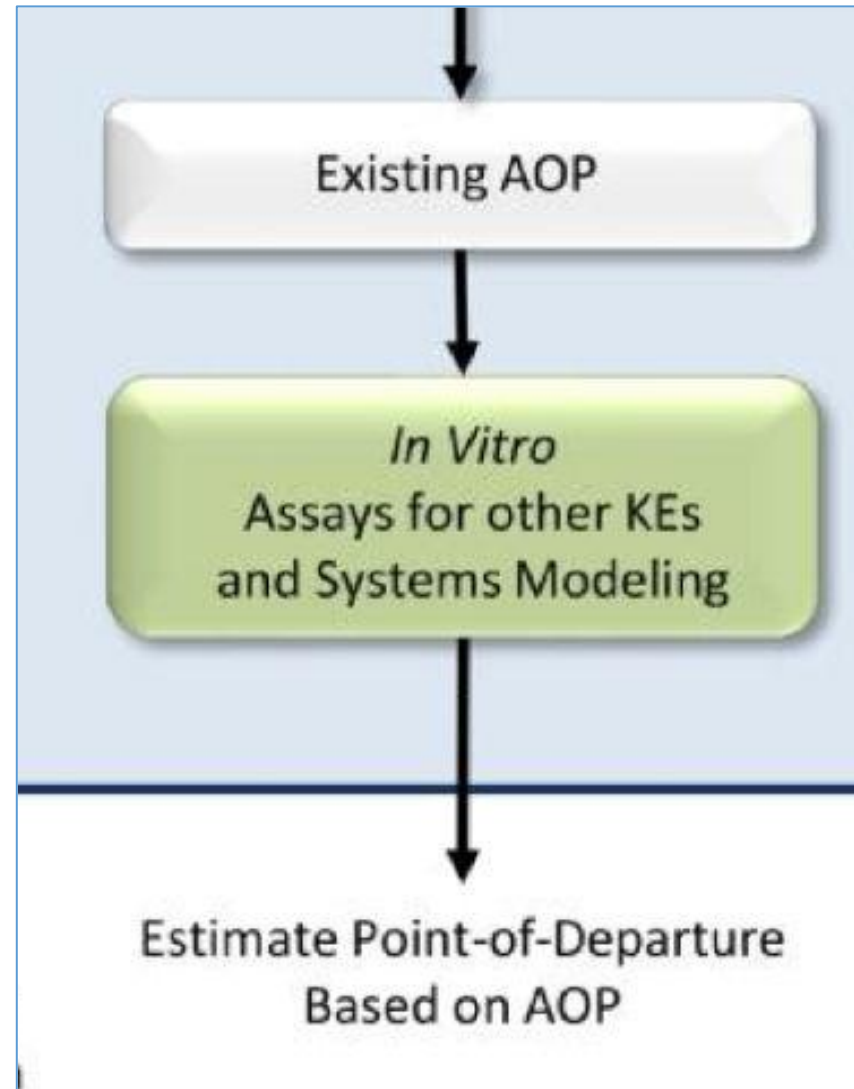 Existing AOP
In Vitro
Assays for other KEs
and Systems Modeling
Estimate Point-of-Departure
Based on AOP